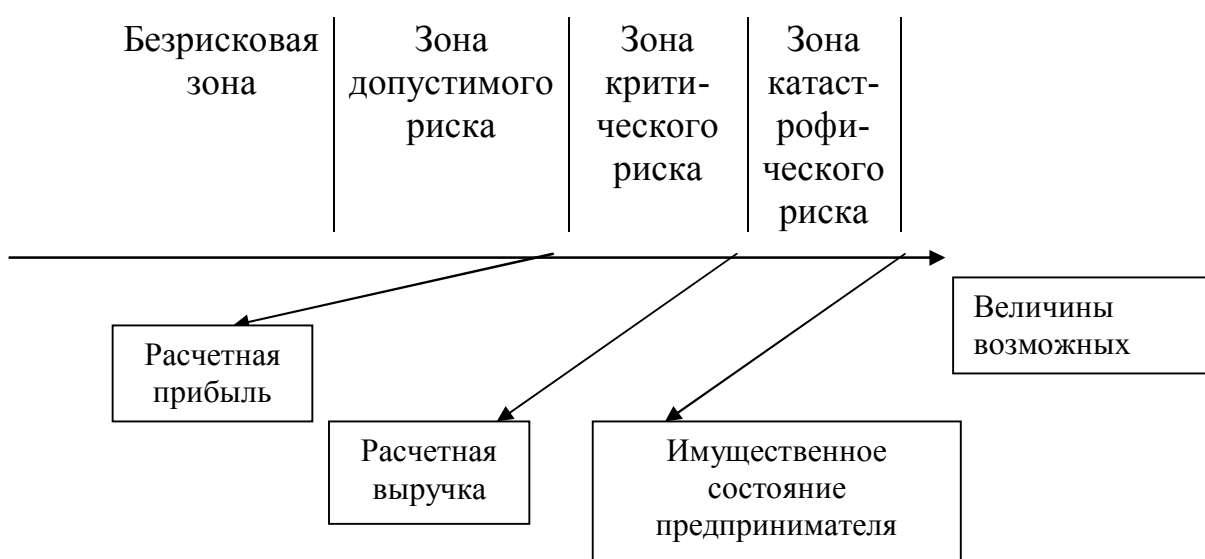 Безрисковая
зона
Зона
допустимого
риска
Зона
крити-
ческого
риска
Зона
катаст-
рофи-
ческого
риска
Величины
возможных
Расчетная
прибыль
Расчетная
выручка
Имущественное
состояние
предпринимателя